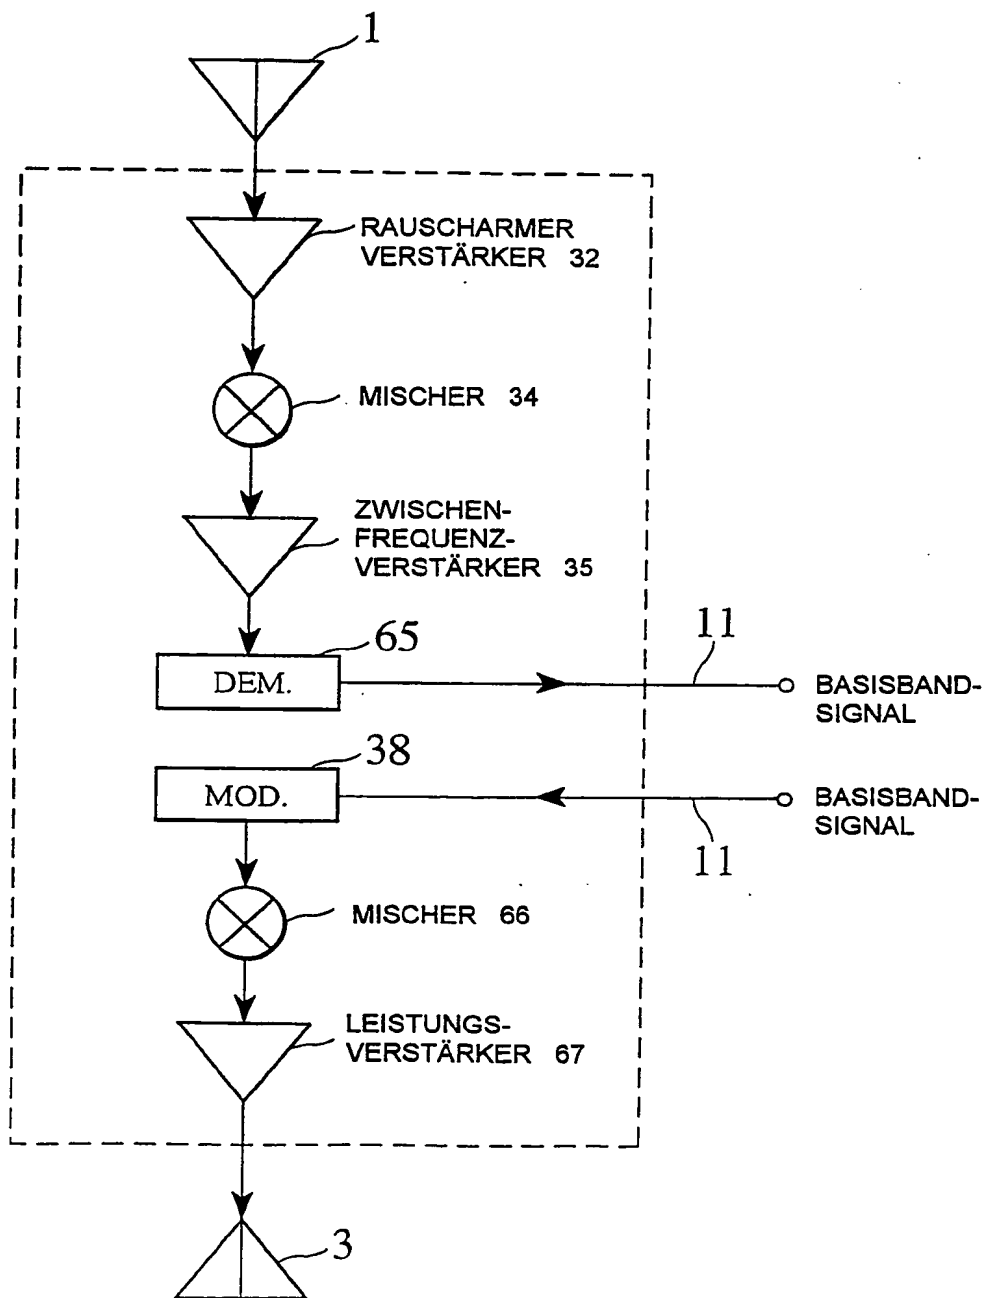 1
RAUSCHARMER
VERSTÄRKER 32
MISCHER 34
ZWISCHEN-
FREQUENZ-
VERSTÄRKER 35
65
DEM.
11
BASISBAND-
SIGNAL
38
MOD.
11
BASISBAND-
SIGNAL
MISCHER 66
LEISTUNGS-
VERSTÄRKER 67
3